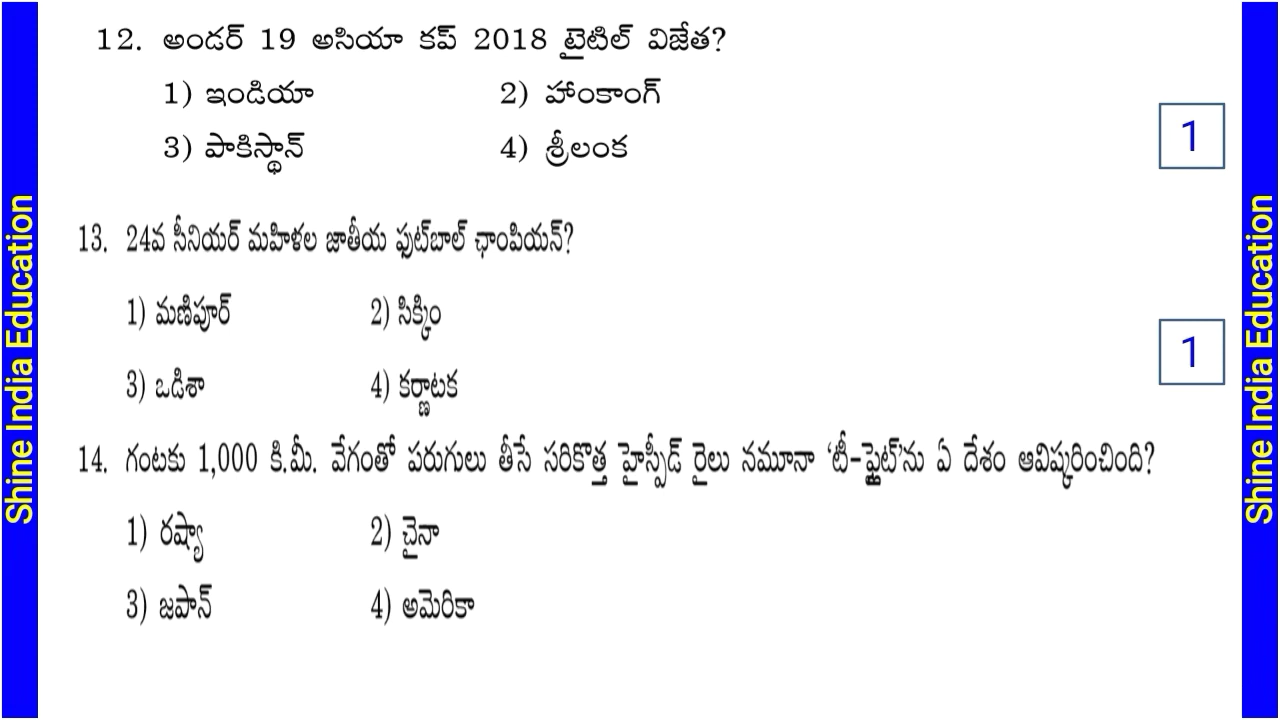 12. అండర్ 19 అసియా కప్ 2018 టైటిల్ విజేత?
1) ఇండియా 2) హాంకాంగ్
3) పాకిస్థాన్ 4) శ్రీలంక
1
13. 24వ సీనియర్ మహిళల జాతీయ ఫుట్‌బాల్ ఛాంపియన్?
1) మణిపూర్ 2) సిక్కిం
3) ఒడిశా 4) కర్ణాటక
1
14. గంటకు 1,000 కి.మీ. వేగంతో పరుగులు తీసే సరికొత్త హైస్పీడ్ రైలు నమూనా ‘టీ-ఫ్లైట్’ను ఏ దేశం ఆవిష్కరించింది?
1) రష్యా 2) చైనా
3) జపాన్ 4) అమెరికా
Shine India Education
Shine India Education